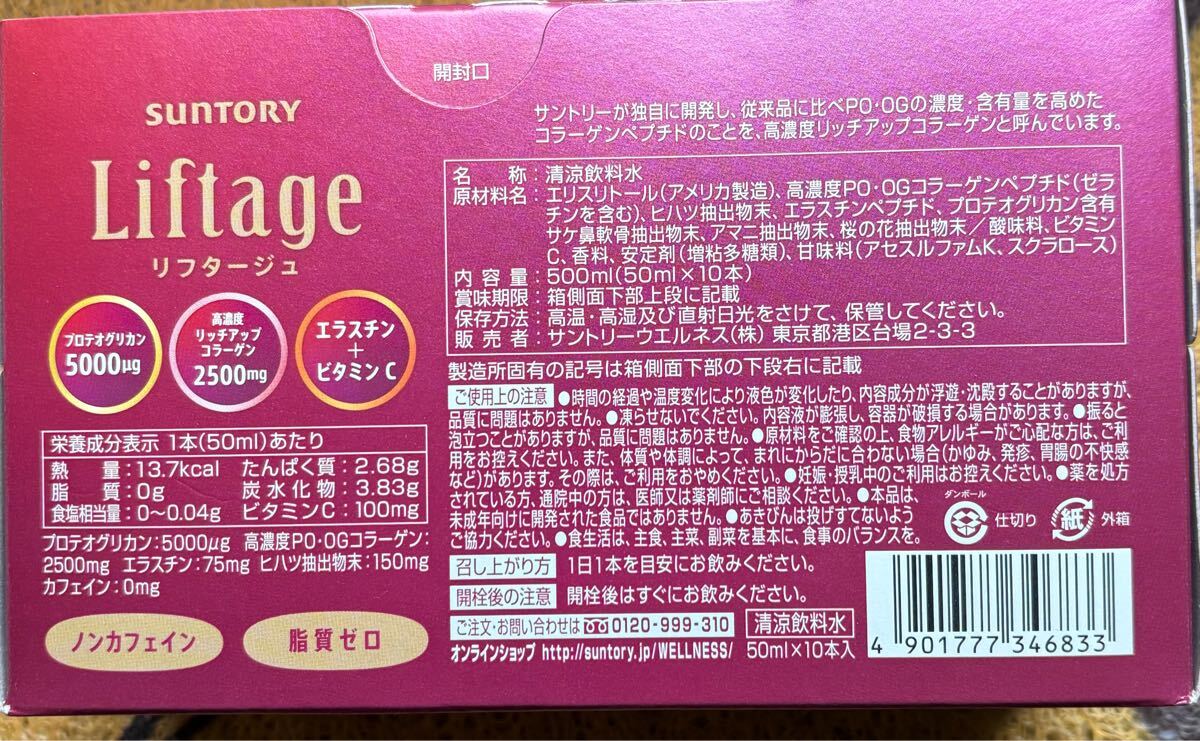 開封口
SUNTORY
Liftage
リフタージュ
プロテオグリカン
5000μg
高濃度
リッチアップ
コラーゲン
2500mg
エラスチン
+
ビタミンC
栄養成分表示 1本(50ml)あたり
熱量:13.7kcal たんぱく質:2.68g
脂質:0g 炭水化物:3.83g
食塩相当量:0~0.04g ビタミンC:100mg
プロテオグリカン:5000μg 高濃度PO・OGコラーゲン:
2500mg エラスチン:75mg ヒハツ抽出物末:150mg
カフェイン:0mg
ノンカフェイン
脂質ゼロ
サントリーが独自に開発し、従来品に比べPO・OGの濃度・含有量を高めた
コラーゲンペプチドのことを、高濃度リッチアップコラーゲンと呼んでいます。
名称:清涼飲料水
原材料名:エリスリトール(アメリカ製造)、高濃度PO・OGコラーゲンペプチド(ゼラ
チンを含む)、ヒハツ抽出物末、エラスチンペプチド、プロテオグリカン含有
サケ鼻軟骨抽出物末、アマニ抽出物末、桜の花抽出物末/酸味料、ビタミン
C、香料、安定剤(増粘多糖類)、甘味料(アセスルファムK、スクラロース)
内容量:500ml(50ml×10本)
賞味期限:箱側面下部上段に記載
保存方法:高温・高湿及び直射日光をさけて、保管してください。
販売者:サントリーウエルネス(株) 東京都港区台場2-3-3
製造所固有の記号は箱側面下部の下段右に記載
ご使用上の注意 ●時間の経過や温度変化により液色が変化したり、内容成分が浮遊・沈殿することがありますが、
品質に問題はありません。●凍らせないでください。内容液が膨張し、容器が破損する場合があります。●振ると
泡立つことがありますが、品質に問題はありません。●原材料をご確認の上、食物アレルギーがご心配な方は、ご利
用をお控えください。また、体質や体調によって、まれにからだに合わない場合(かゆみ、発疹、胃腸の不快感
など)があります。その際は、ご利用をおやめください。●妊娠・授乳中のご利用はお控えください。●薬を処方
されている方、通院中の方は、医師又は薬剤師にご相談ください。●本品は、
未成年向けに開発された食品ではありません。●あきびんは投げすてないよう
ご協力ください。●食生活は、主食、主菜、副菜を基本に、食事のバランスを。
ダンボール
仕切り
紙
外箱
召し上がり方 1日1本を目安にお飲みください。
開栓後の注意 開栓後はすぐにお飲みください。
ご注文・お問い合わせは 0120-999-310
清涼飲料水
オンラインショップ http://suntory.jp/WELLNESS/
50ml×10本入
4 901777 346833